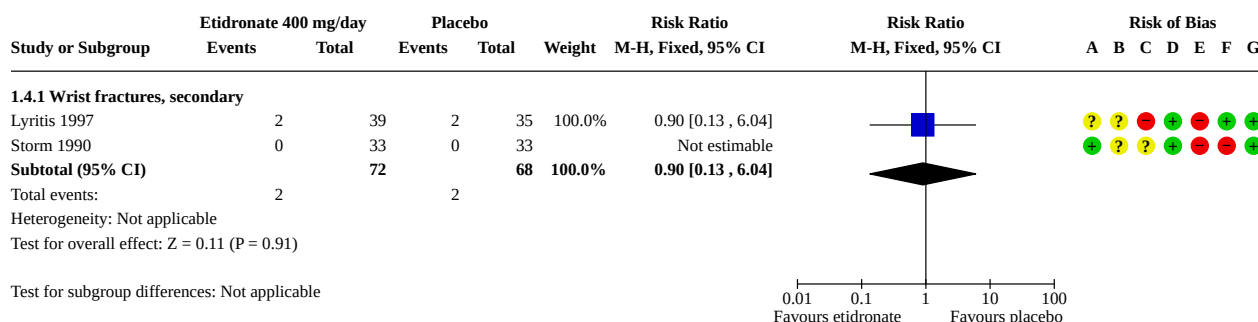 Etidronate 400 mg/day Placebo Risk Ratio Risk Ratio Risk of Bias
Study or Subgroup Events Total Events Total Weight M-H, Fixed, 95% CI M-H, Fixed, 95% CI A B C D E F G
1.4.1 Wrist fractures, secondary
Lyritis 1997 2 39 2 35 100.0% 0.90 [0.13 , 6.04] ? ? − + − + +
Storm 1990 0 33 0 33 Not estimable + ? ? + − − +
Subtotal (95% CI) 72 68 100.0% 0.90 [0.13 , 6.04]
Total events: 2 2
Heterogeneity: Not applicable
Test for overall effect: Z = 0.11 (P = 0.91)
Test for subgroup differences: Not applicable
0.01 0.1 1 10 100
Favours etidronate Favours placebo